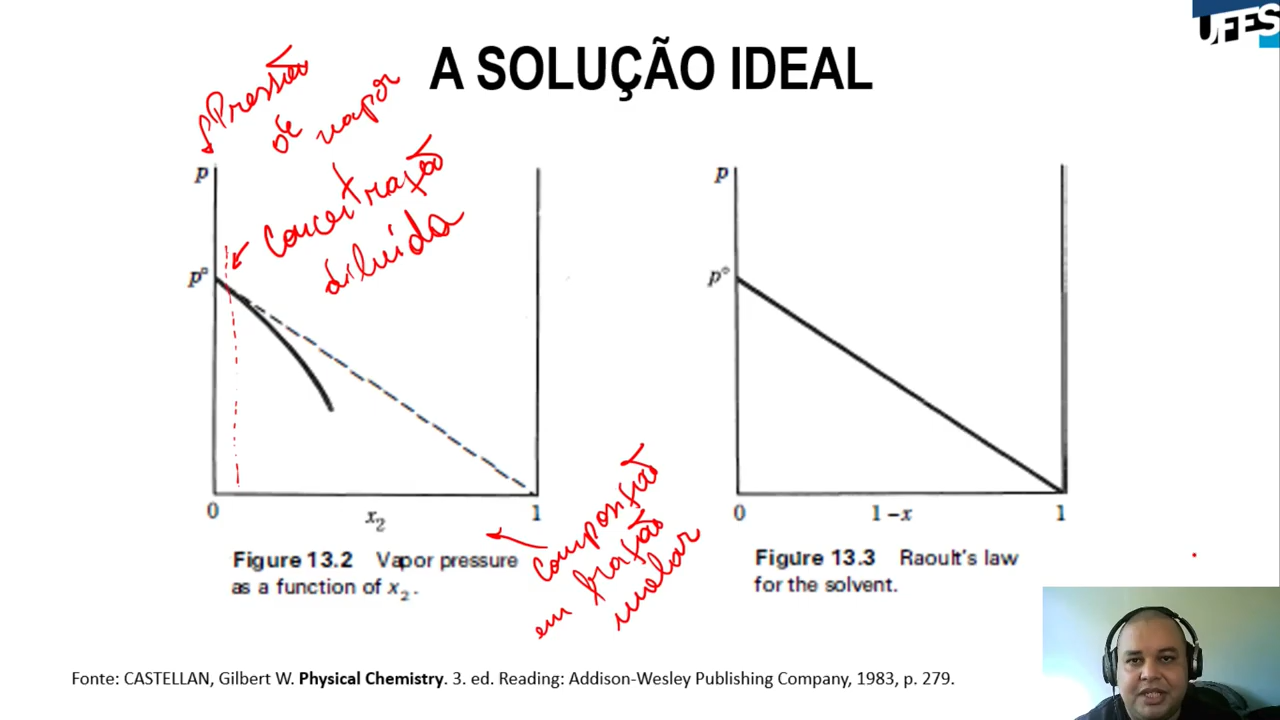 UFES
A SOLUÇÃO IDEAL
Pressão
de vapor
p
Concentração
diluída
p°
0
x₂
1
Figure 13.2 Vapor pressure
as a function of x₂.
composição
em fração
molar
p
p°
0
1 – x
1
Figure 13.3 Raoult's law
for the solvent.
Fonte: CASTELLAN, Gilbert W. Physical Chemistry. 3. ed. Reading: Addison-Wesley Publishing Company, 1983, p. 279.